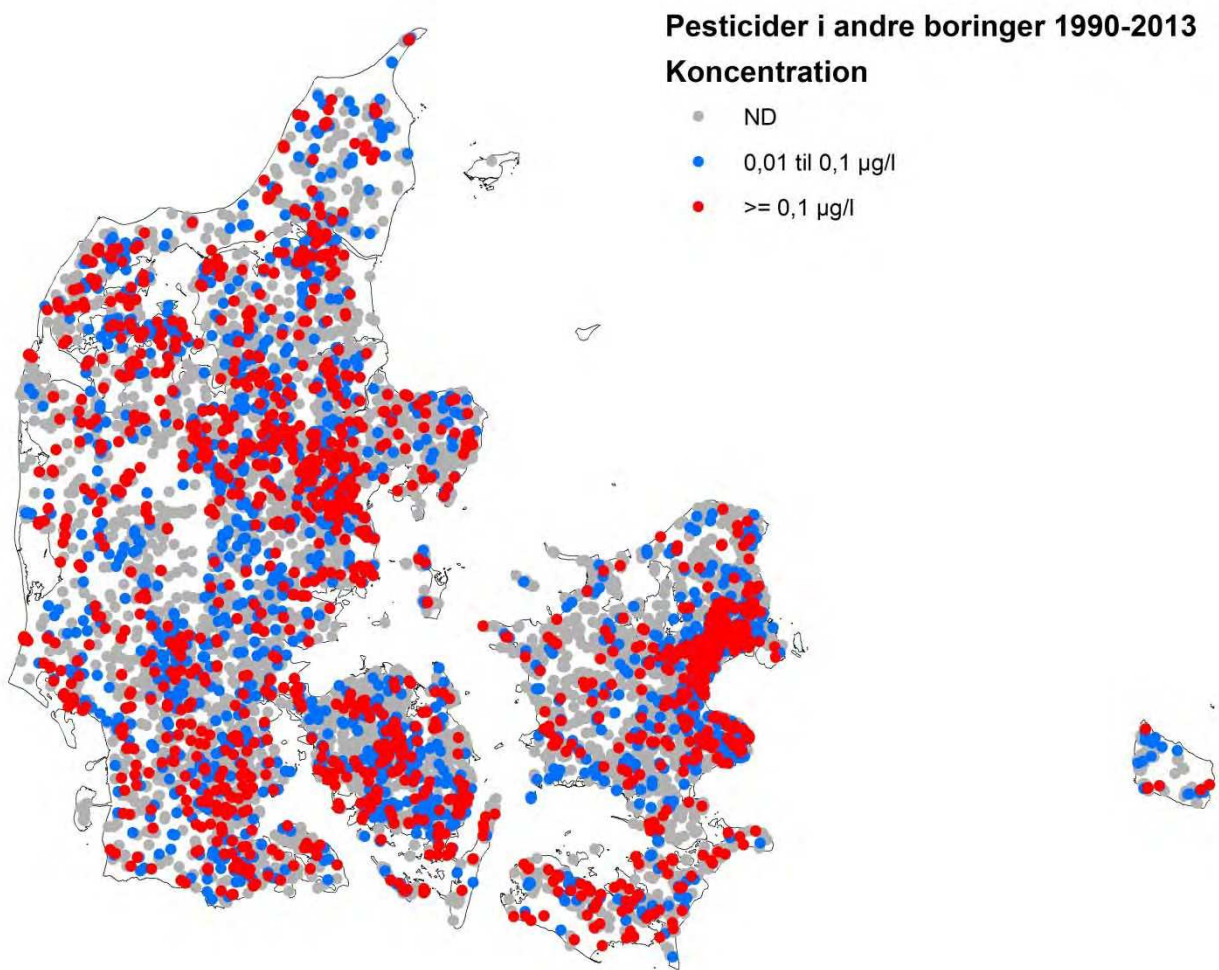 Pesticider i andre boringer 1990-2013
Koncentration
ND
0,01 til 0,1 µg/l
>= 0,1 µg/l